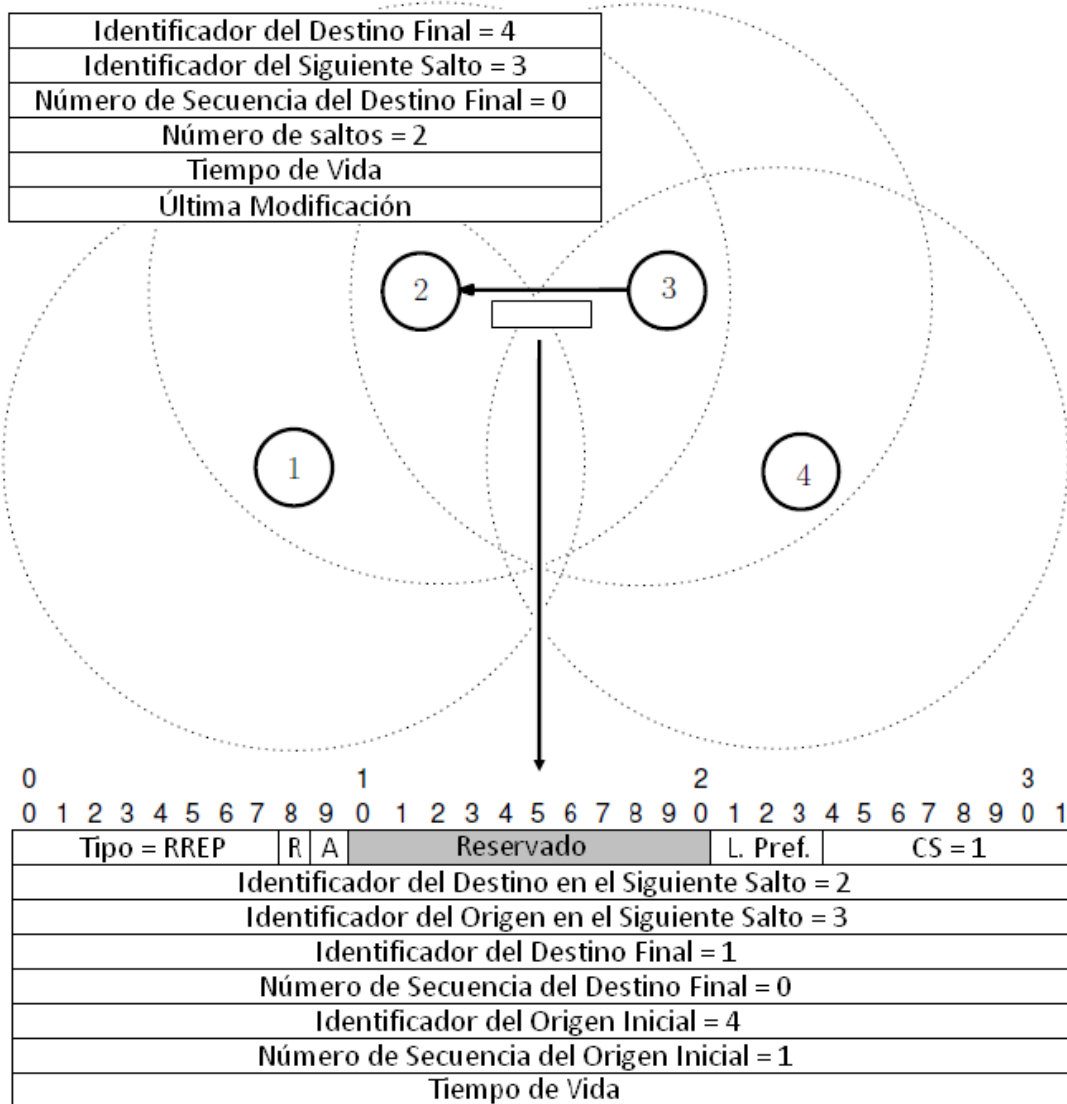 Identificador del Destino Final = 4
Identificador del Siguiente Salto = 3
Número de Secuencia del Destino Final = 0
Número de saltos = 2
Tiempo de Vida
Última Modificación
2 3
1 4
0 1 2 3
0 1 2 3 4 5 6 7 8 9 0 1 2 3 4 5 6 7 8 9 0 1 2 3 4 5 6 7 8 9 0 1
Tipo = RREP R A Reservado L. Pref. CS = 1
Identificador del Destino en el Siguiente Salto = 2
Identificador del Origen en el Siguiente Salto = 3
Identificador del Destino Final = 1
Número de Secuencia del Destino Final = 0
Identificador del Origen Inicial = 4
Número de Secuencia del Origen Inicial = 1
Tiempo de Vida